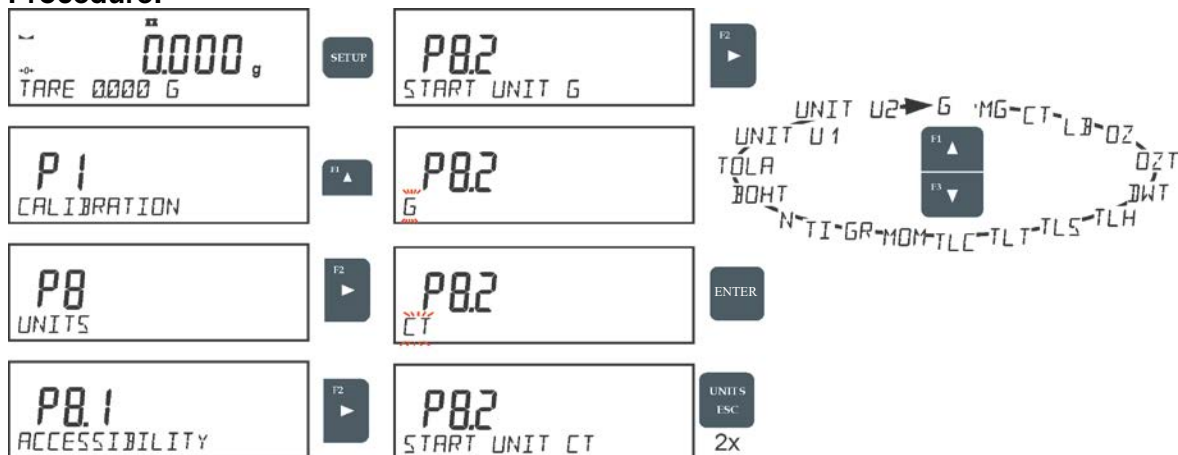 Procedure:
0.000 g
TARE 0000 G
SETUP
P1
CALIBRATION
F1
P8
UNITS
F2
P8.1
ACCESSIBILITY
F2
P8.2
START UNIT G
F2
P8.2
G
P8.2
CT
ENTER
P8.2
START UNIT CT
UNITS
ESC
2x
UNIT U2
G
MG
CT
LB
OZ
OZT
DWT
TLH
TLS
TLT
TLC
MOM
GR
TI
N
BOHT
TOLA
UNIT U1
F1
F3